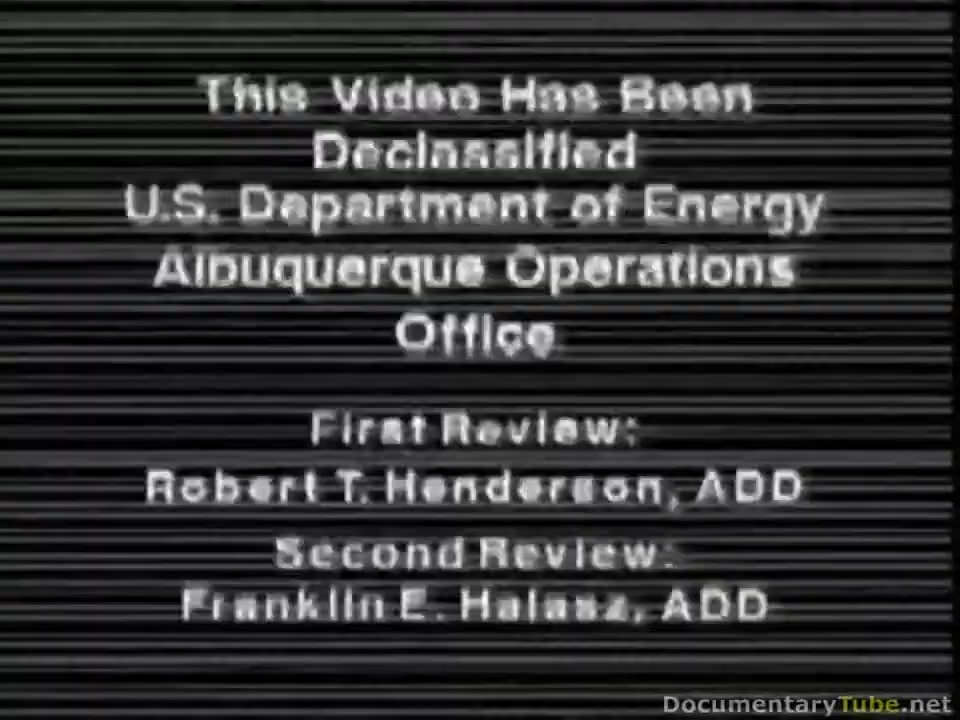 This Video Has Been
Declassified
U.S. Department of Energy
Albuquerque Operations
Office
First Review:
Robert T. Henderson, ADD
Second Review:
Franklin E. Halasz, ADD
DocumentaryTube.net